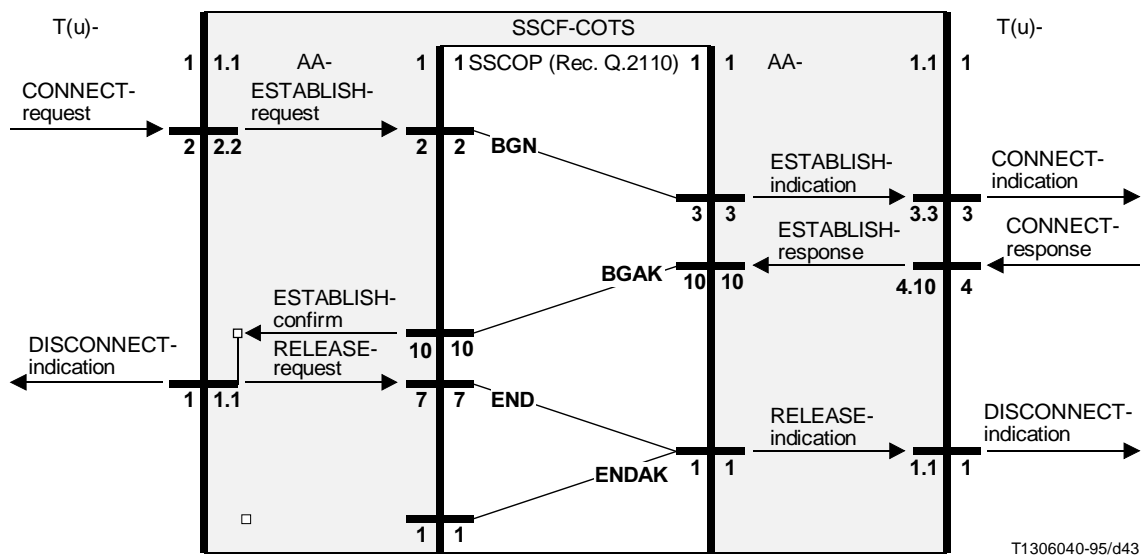 T(u)-
SSCF-COTS
T(u)-
1 1.1 AA- 1 1 SSCOP (Rec. Q.2110) 1 1 AA- 1.1 1
CONNECT-
request
ESTABLISH-
request
2 2.2 2 2
BGN
ESTABLISH-
indication
CONNECT-
indication
3 3 3.3 3
ESTABLISH-
response
CONNECT-
response
BGAK
10 10 4.10 4
ESTABLISH-
confirm
10 10
DISCONNECT-
indication
RELEASE-
request
1 1.1 7 7
END
RELEASE-
indication
DISCONNECT-
indication
1 1 1.1 1
ENDAK
1 1
T1306040-95/d43